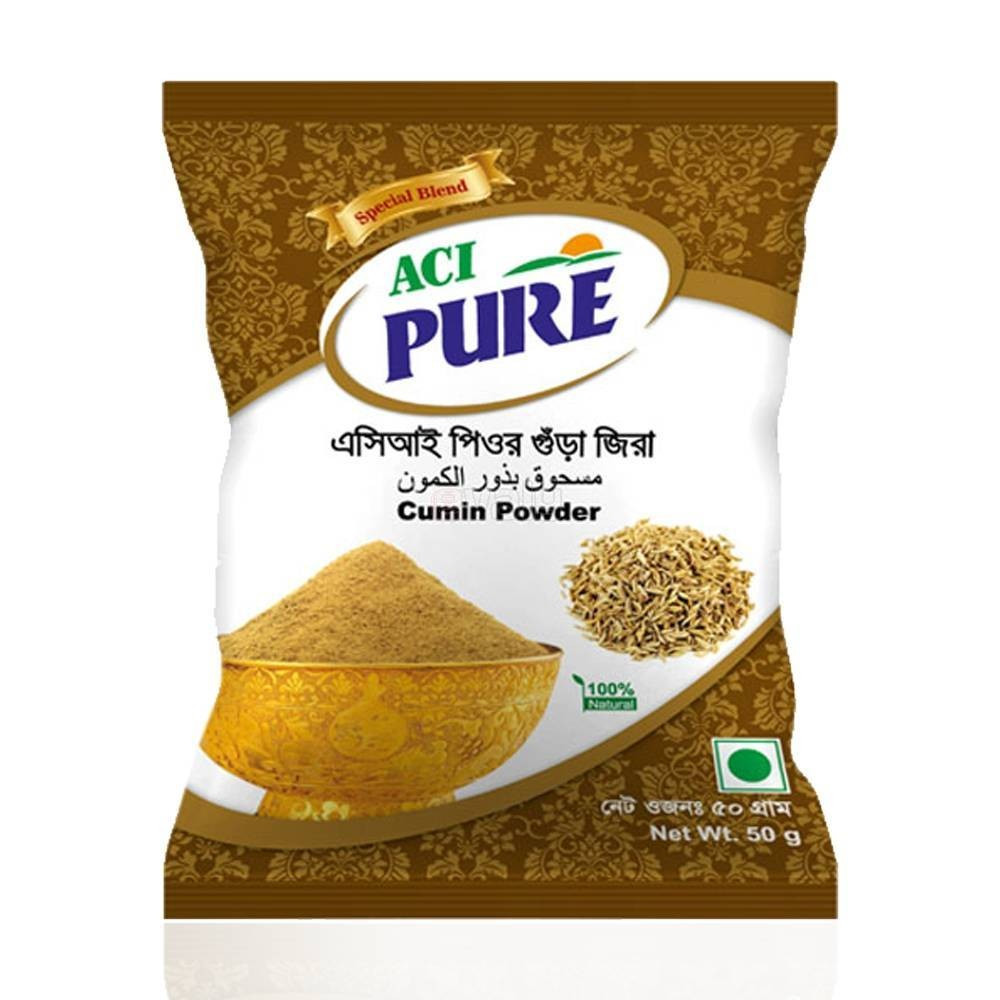 Special Blend
ACI
PURE
এসিআই পিওর গুঁড়া জিরা
مسحوق بذور الكمون
Cumin Powder
100%
Natural
নেট ওজনঃ ৫০ গ্রাম
Net Wt. 50 g